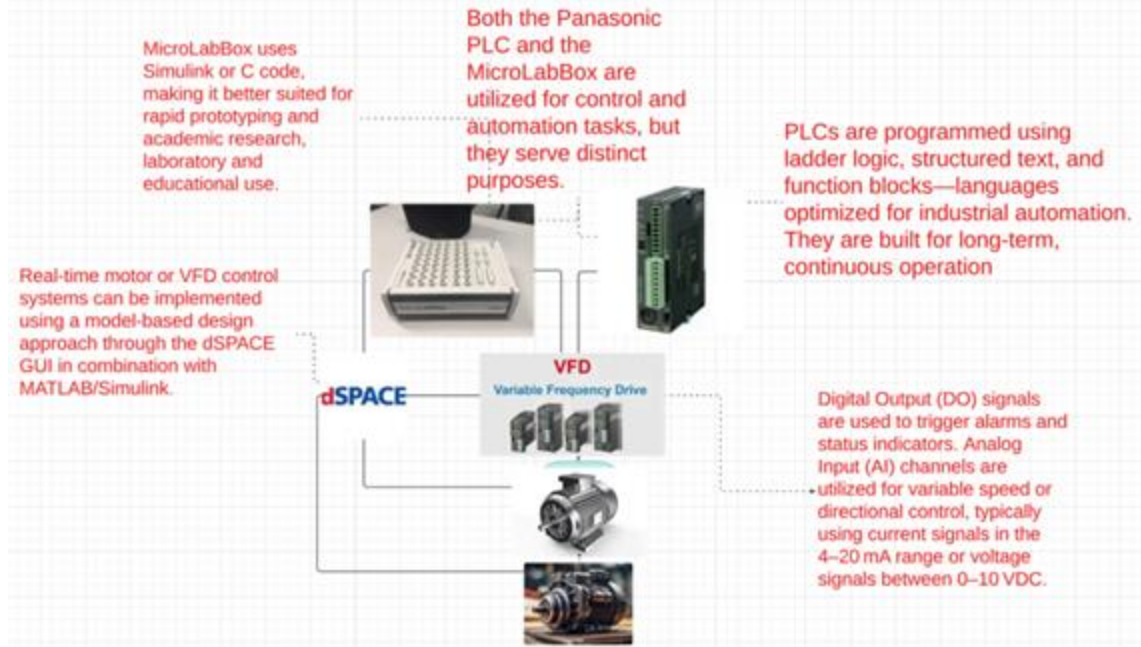 MicroLabBox uses
Simulink or C code,
making it better suited for
rapid prototyping and
academic research,
laboratory and
educational use.
Both the Panasonic
PLC and the
MicroLabBox are
utilized for control and
automation tasks, but
they serve distinct
purposes.
PLCs are programmed using
ladder logic, structured text, and
function blocks—languages
optimized for industrial automation.
They are built for long-term,
continuous operation
Real-time motor or VFD control
systems can be implemented
using a model-based design
approach through the dSPACE
GUI in combination with
MATLAB/Simulink.
dSPACE
VFD
Variable Frequency Drive
Digital Output (DO) signals
are used to trigger alarms and
status indicators. Analog
Input (AI) channels are
utilized for variable speed or
directional control, typically
using current signals in the
4–20 mA range or voltage
signals between 0–10 VDC.